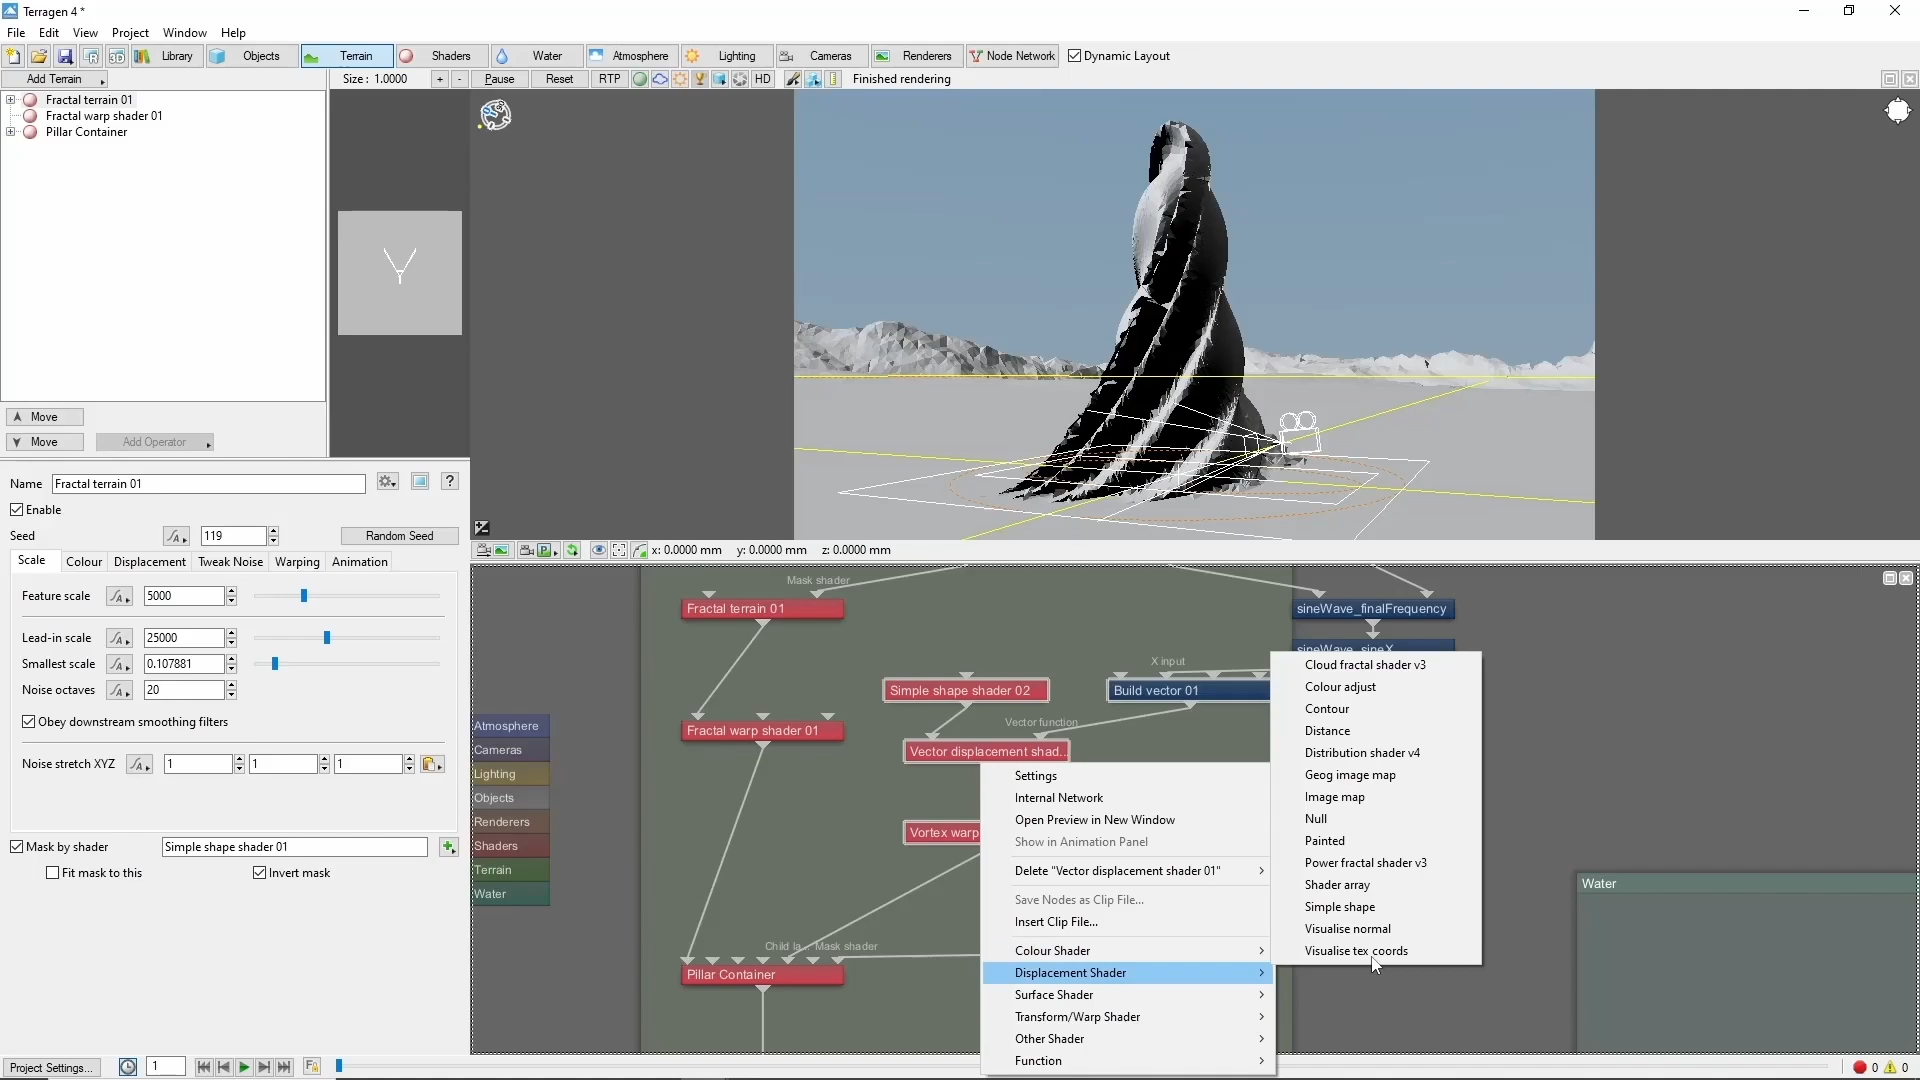 Terragen 4 *
File Edit View Project Window Help
Library Objects Terrain Shaders Water Atmosphere Lighting Cameras Renderers Node Network Dynamic Layout
Add Terrain
Size : 1.0000 + - Pause Reset RTP HD Finished rendering
Fractal terrain 01
Fractal warp shader 01
Pillar Container
Move
Move Add Operator
Name Fractal terrain 01 ?
Enable
Seed 119 Random Seed
Scale Colour Displacement Tweak Noise Warping Animation
Feature scale 5000
Lead-in scale 25000
Smallest scale 0.107881
Noise octaves 20
Obey downstream smoothing filters
Noise stretch XYZ 1 1 1
Mask by shader Simple shape shader 01
Fit mask to this Invert mask
x: 0.0000 mm y: 0.0000 mm z: 0.0000 mm
Mask shader
Fractal terrain 01
sineWave_finalFrequency
sineWave_sineX
X input
Simple shape shader 02
Build vector 01
Vector function
Fractal warp shader 01
Vector displacement shad...
Vortex warp
Child la... Mask shader
Pillar Container
Atmosphere
Cameras
Lighting
Objects
Renderers
Shaders
Terrain
Water
Settings
Internal Network
Open Preview in New Window
Show in Animation Panel
Delete "Vector displacement shader 01"
Save Nodes as Clip File...
Insert Clip File...
Colour Shader
Displacement Shader
Surface Shader
Transform/Warp Shader
Other Shader
Function
Cloud fractal shader v3
Colour adjust
Contour
Distance
Distribution shader v4
Geog image map
Image map
Null
Painted
Power fractal shader v3
Shader array
Simple shape
Visualise normal
Visualise tex coords
Water
Project Settings... 1 0 0